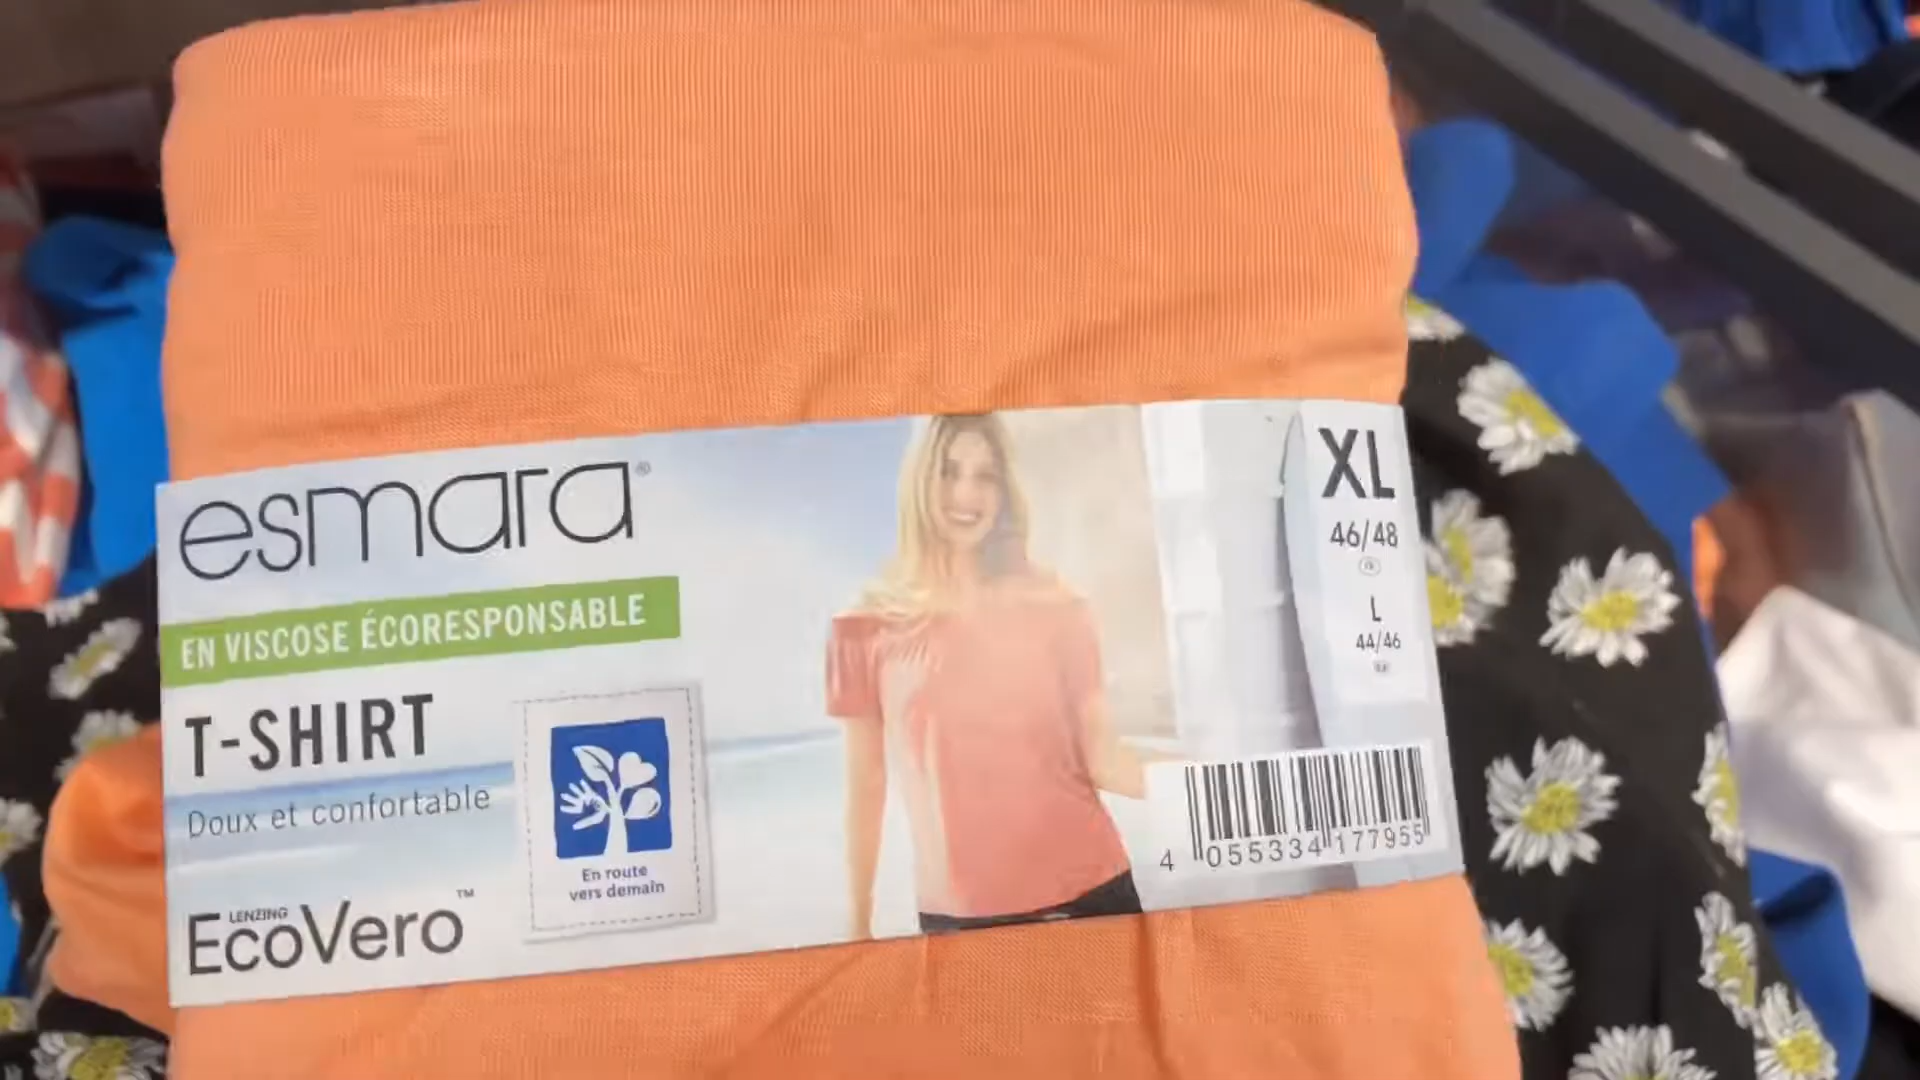 esmara®
EN VISCOSE ÉCORESPONSABLE
T-SHIRT
Doux et confortable
LENZING
EcoVero™
En route
vers demain
XL
46/48
L
44/46
4 055334 177955